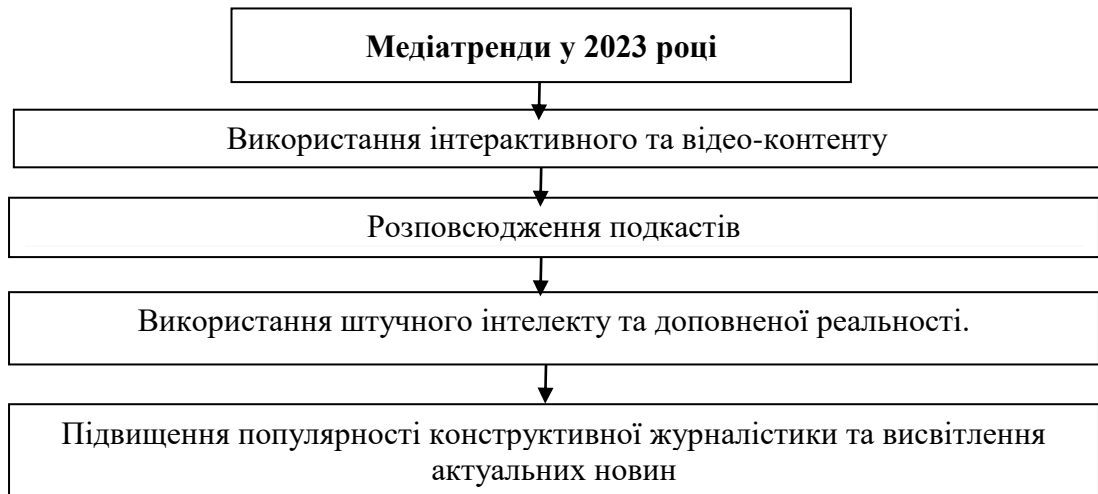 Медіатренди у 2023 році
Використання інтерактивного та відео-контенту
Розповсюдження подкастів
Використання штучного інтелекту та доповненої реальності.
Підвищення популярності конструктивної журналістики та висвітлення
актуальних новин